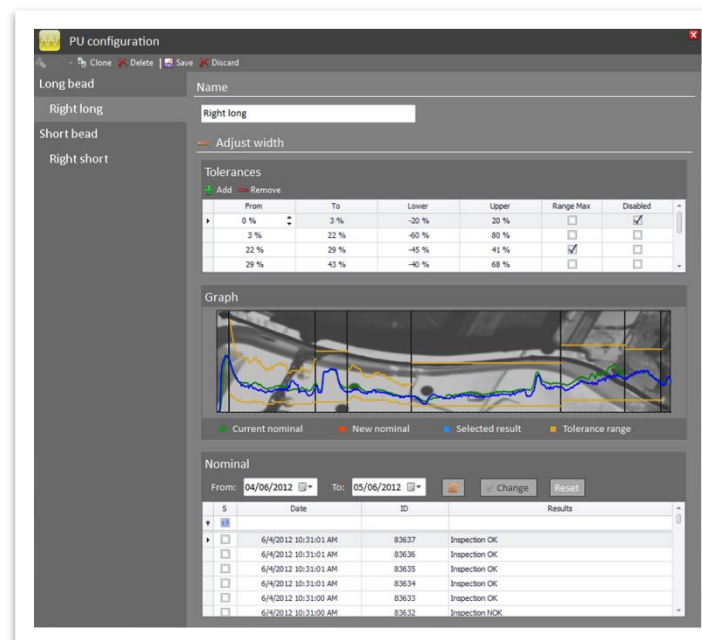 PU configuration
Clone Delete Save Discard
Long bead
Right long
Short bead
Right short
Name
Right long
Adjust width
Tolerances
Add Remove
From To Lower Upper Range Max Disabled
0 % 3 % -20 % 20 %
3 % 22 % -60 % 80 %
22 % 29 % -45 % 41 %
29 % 43 % -40 % 68 %
Graph
Current nominal New nominal Selected result Tolerance range
Nominal
From: 04/06/2012 To: 05/06/2012 Change Reset
S Date ID Results
6/4/2012 10:31:01 AM 83637 Inspection OK
6/4/2012 10:31:01 AM 83636 Inspection OK
6/4/2012 10:31:01 AM 83635 Inspection OK
6/4/2012 10:31:01 AM 83634 Inspection OK
6/4/2012 10:31:00 AM 83633 Inspection OK
6/4/2012 10:31:00 AM 83632 Inspection NOK